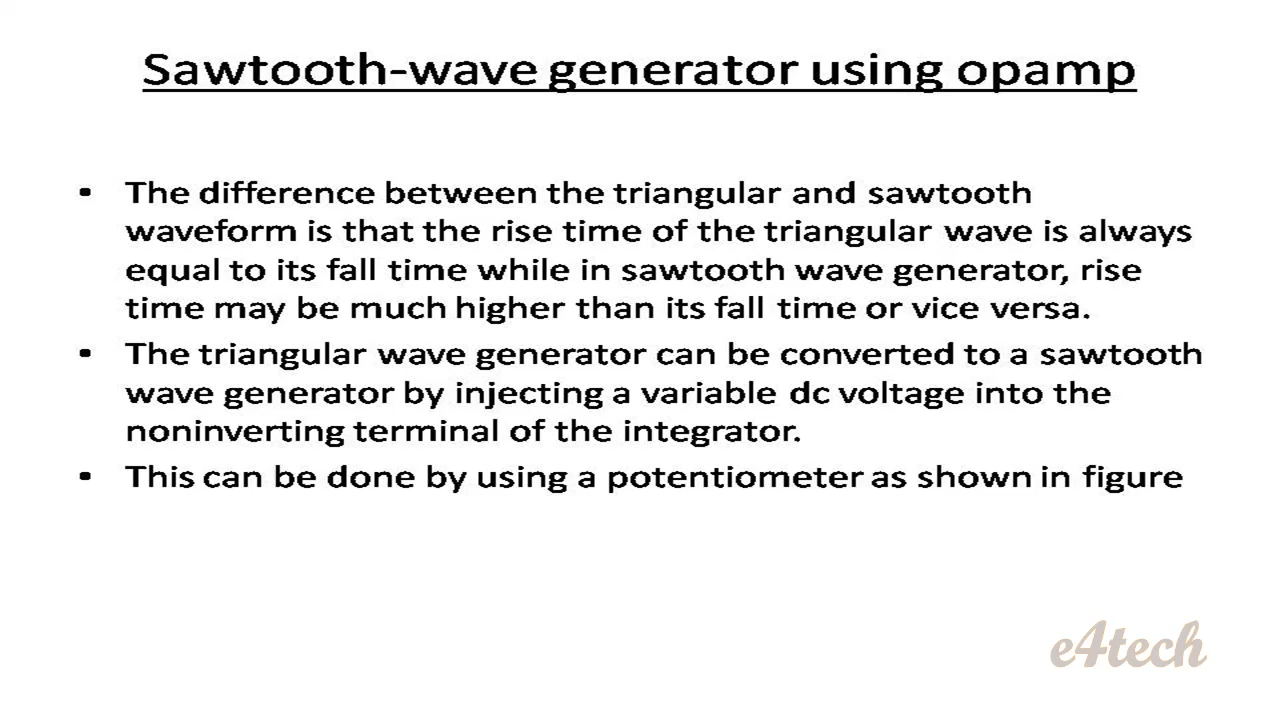 Sawtooth-wave generator using opamp
• The difference between the triangular and sawtooth
waveform is that the rise time of the triangular wave is always
equal to its fall time while in sawtooth wave generator, rise
time may be much higher than its fall time or vice versa.
• The triangular wave generator can be converted to a sawtooth
wave generator by injecting a variable dc voltage into the
noninverting terminal of the integrator.
• This can be done by using a potentiometer as shown in figure
e4tech